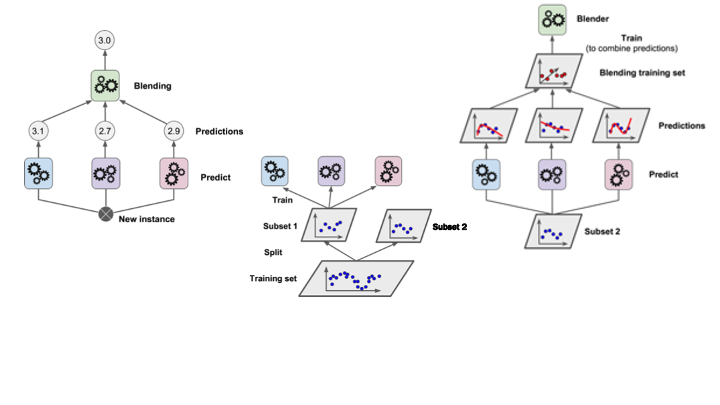 3.0
Blending
3.1
2.7
2.9
Predictions
Predict
New instance
Train
Subset 1
Subset 2
Split
Training set
Blender
Train
(to combine predictions)
Blending training set
Predictions
Predict
Subset 2